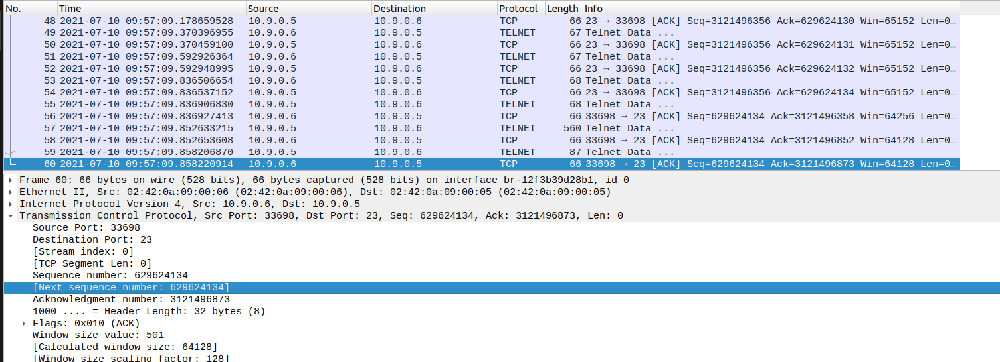 No. Time Source Destination Protocol Length Info
48 2021-07-10 09:57:09.178659528 10.9.0.5 10.9.0.6 TCP 66 23 → 33698 [ACK] Seq=3121496356 Ack=629624130 Win=65152 Len=0…
49 2021-07-10 09:57:09.370396955 10.9.0.6 10.9.0.5 TELNET 67 Telnet Data ...
50 2021-07-10 09:57:09.370459100 10.9.0.5 10.9.0.6 TCP 66 23 → 33698 [ACK] Seq=3121496356 Ack=629624131 Win=65152 Len=0…
51 2021-07-10 09:57:09.592926364 10.9.0.6 10.9.0.5 TELNET 67 Telnet Data ...
52 2021-07-10 09:57:09.592948995 10.9.0.5 10.9.0.6 TCP 66 23 → 33698 [ACK] Seq=3121496356 Ack=629624132 Win=65152 Len=0…
53 2021-07-10 09:57:09.836506654 10.9.0.6 10.9.0.5 TELNET 68 Telnet Data ...
54 2021-07-10 09:57:09.836537152 10.9.0.5 10.9.0.6 TCP 66 23 → 33698 [ACK] Seq=3121496356 Ack=629624134 Win=65152 Len=0…
55 2021-07-10 09:57:09.836906830 10.9.0.5 10.9.0.6 TELNET 68 Telnet Data ...
56 2021-07-10 09:57:09.836927413 10.9.0.6 10.9.0.5 TCP 66 33698 → 23 [ACK] Seq=629624134 Ack=3121496358 Win=64256 Len=0…
57 2021-07-10 09:57:09.852633215 10.9.0.5 10.9.0.6 TELNET 560 Telnet Data ...
58 2021-07-10 09:57:09.852653608 10.9.0.6 10.9.0.5 TCP 66 33698 → 23 [ACK] Seq=629624134 Ack=3121496852 Win=64128 Len=0…
59 2021-07-10 09:57:09.858206870 10.9.0.5 10.9.0.6 TELNET 87 Telnet Data ...
60 2021-07-10 09:57:09.858220914 10.9.0.6 10.9.0.5 TCP 66 33698 → 23 [ACK] Seq=629624134 Ack=3121496873 Win=64128 Len=0…
Frame 60: 66 bytes on wire (528 bits), 66 bytes captured (528 bits) on interface br-12f3b39d28b1, id 0
Ethernet II, Src: 02:42:0a:09:00:06 (02:42:0a:09:00:06), Dst: 02:42:0a:09:00:05 (02:42:0a:09:00:05)
Internet Protocol Version 4, Src: 10.9.0.6, Dst: 10.9.0.5
Transmission Control Protocol, Src Port: 33698, Dst Port: 23, Seq: 629624134, Ack: 3121496873, Len: 0
Source Port: 33698
Destination Port: 23
[Stream index: 0]
[TCP Segment Len: 0]
Sequence number: 629624134
[Next sequence number: 629624134]
Acknowledgment number: 3121496873
1000 .... = Header Length: 32 bytes (8)
Flags: 0x010 (ACK)
Window size value: 501
[Calculated window size: 64128]
[Window size scaling factor: 128]